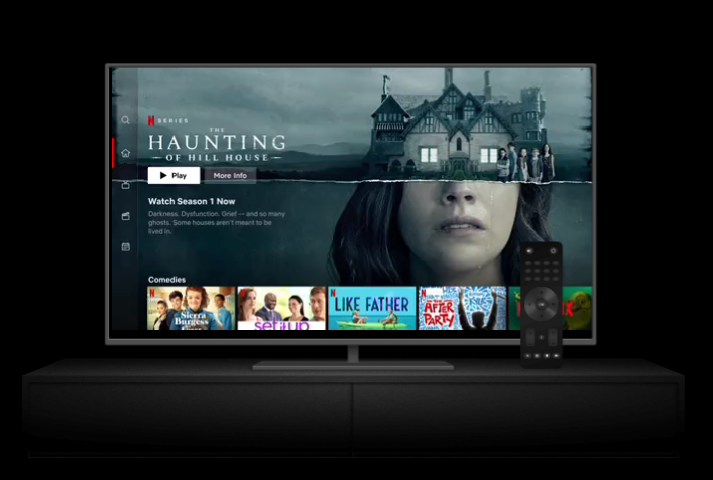 N SERIES
THE
HAUNTING
OF HILL HOUSE
Play
More Info
Watch Season 1 Now
Darkness. Dysfunction. Grief — and so many
ghosts. Some houses aren't meant to be
lived in.
Comedies
Sierra
Burgess
set it up
LIKE FATHER
AFTER
PARTY